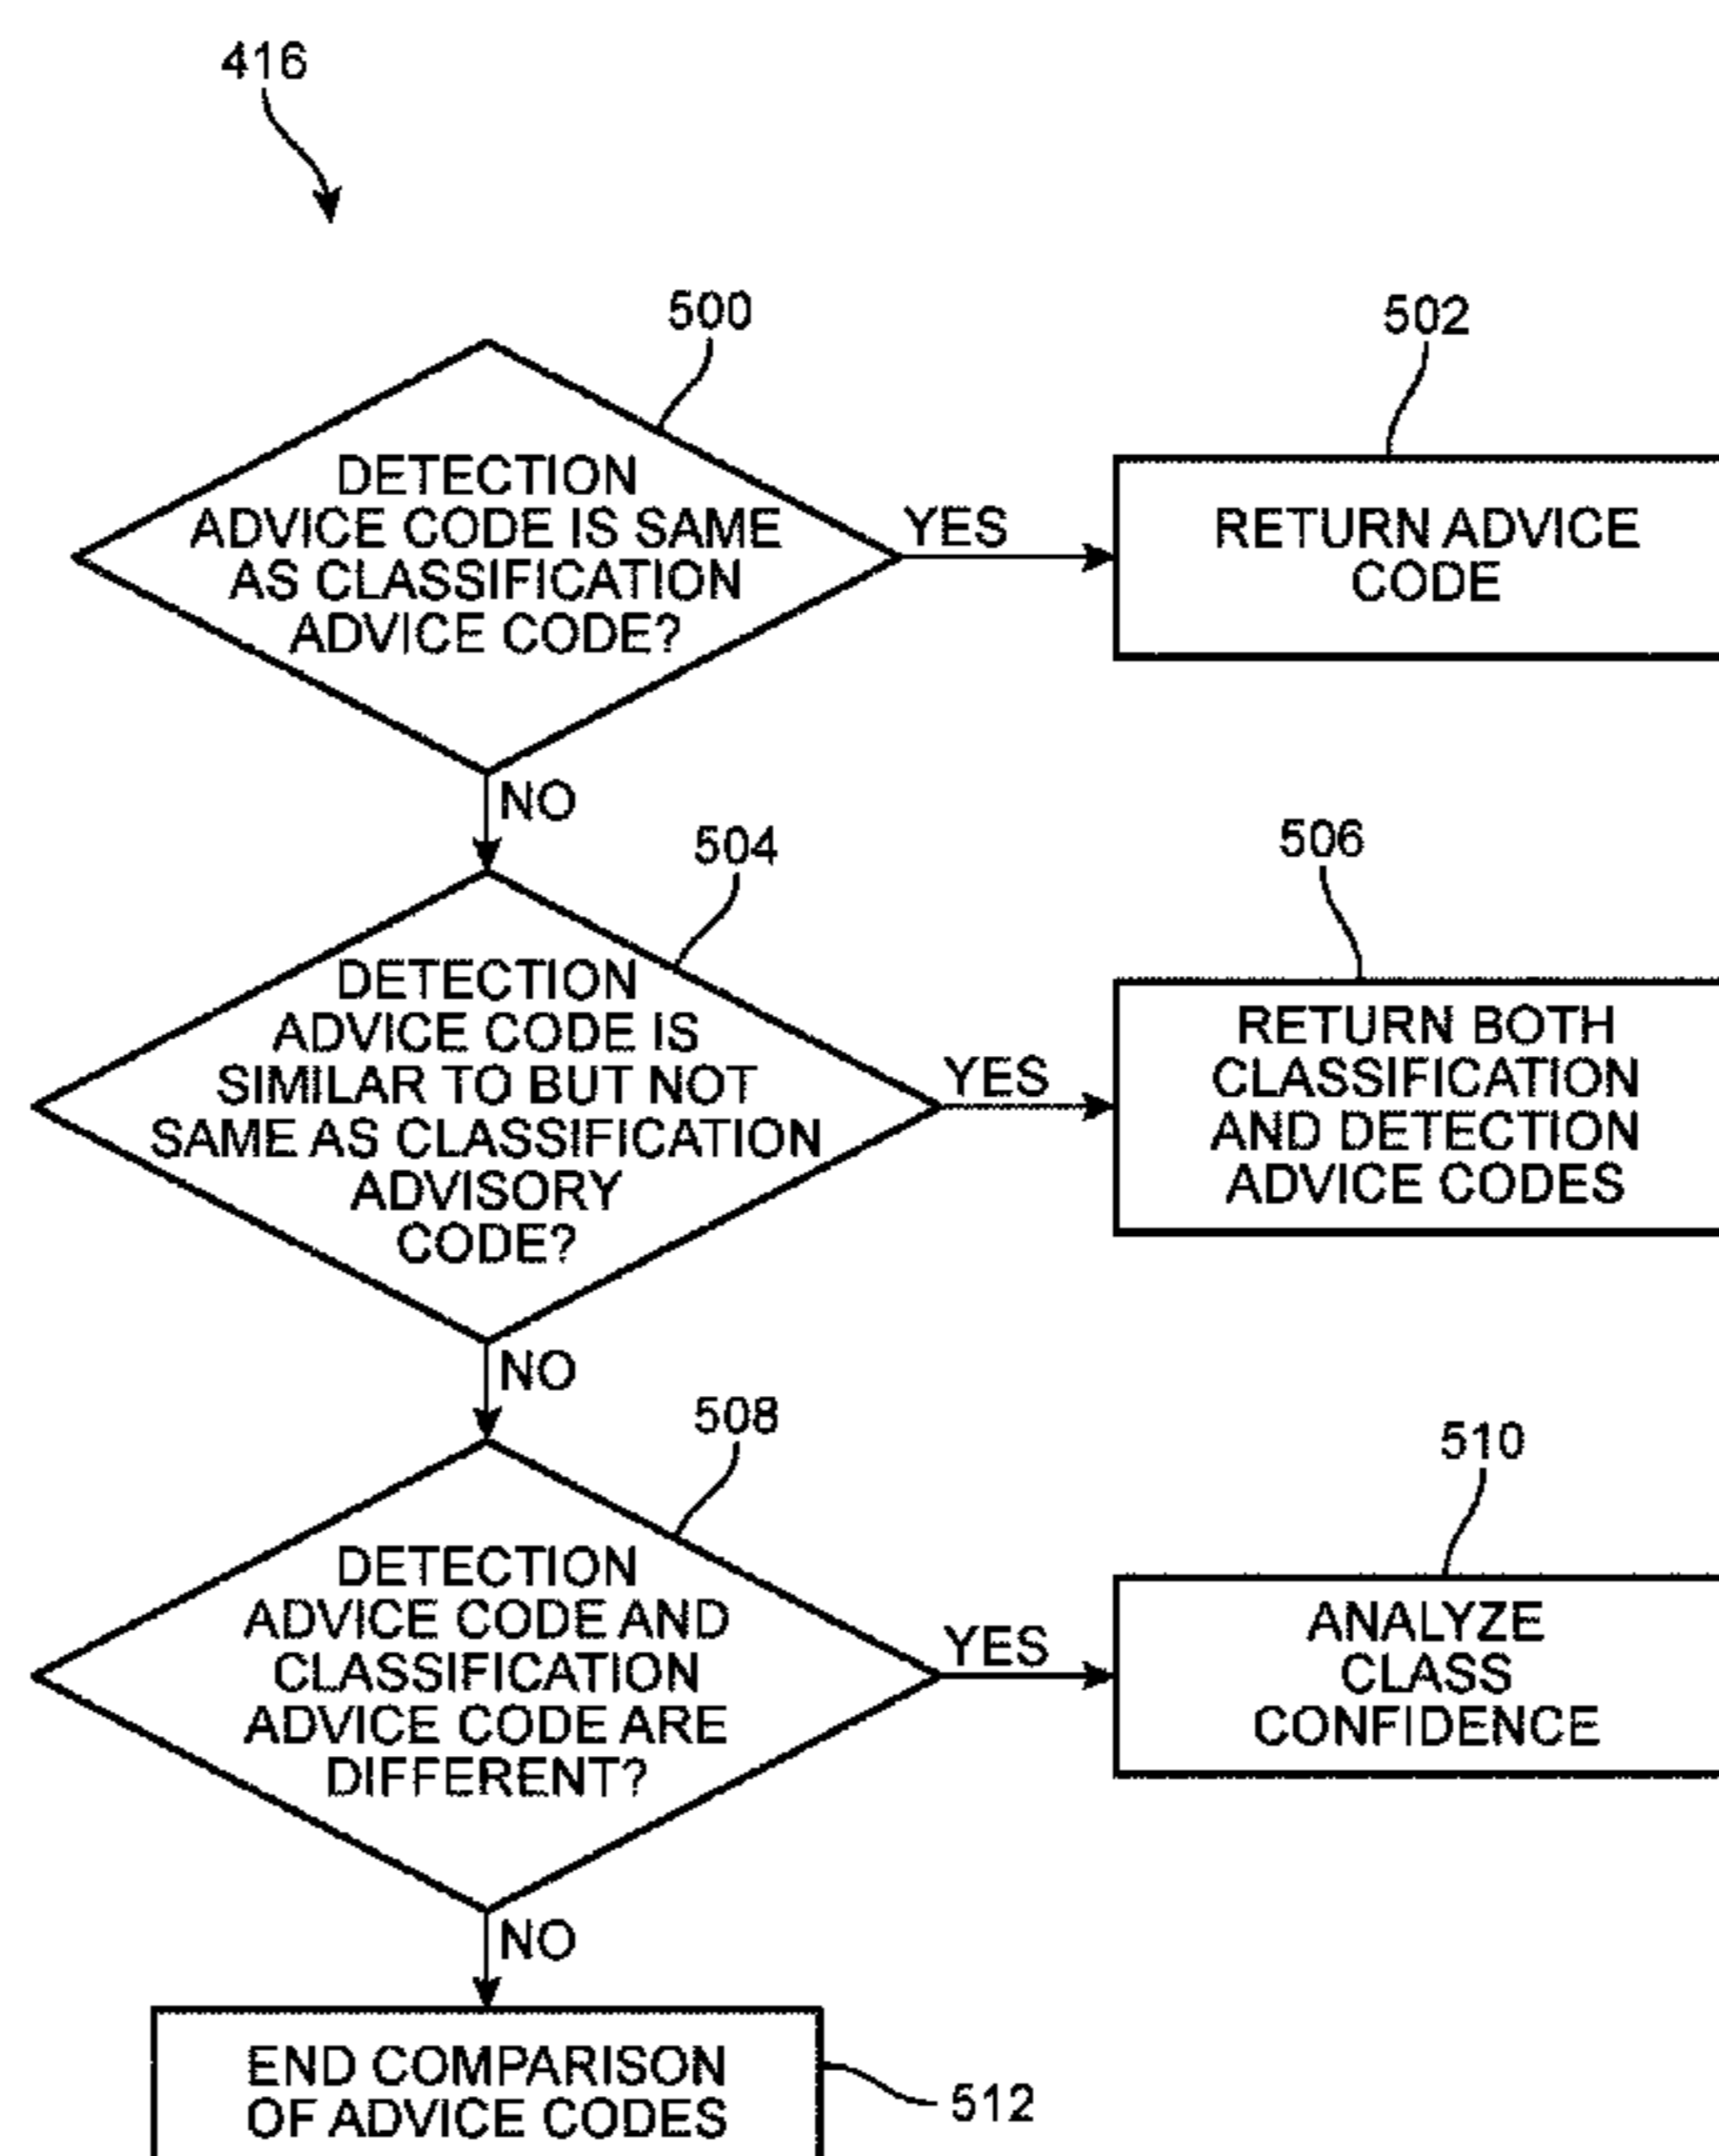 416
500
DETECTION
ADVICE CODE IS SAME
AS CLASSIFICATION
ADVICE CODE?
YES
502
RETURN ADVICE
CODE
NO
504
DETECTION
ADVICE CODE IS
SIMILAR TO BUT NOT
SAME AS CLASSIFICATION
ADVISORY
CODE?
YES
506
RETURN BOTH
CLASSIFICATION
AND DETECTION
ADVICE CODES
NO
508
DETECTION
ADVICE CODE AND
CLASSIFICATION
ADVICE CODE ARE
DIFFERENT?
YES
510
ANALYZE
CLASS
CONFIDENCE
NO
END COMPARISON
OF ADVICE CODES
512